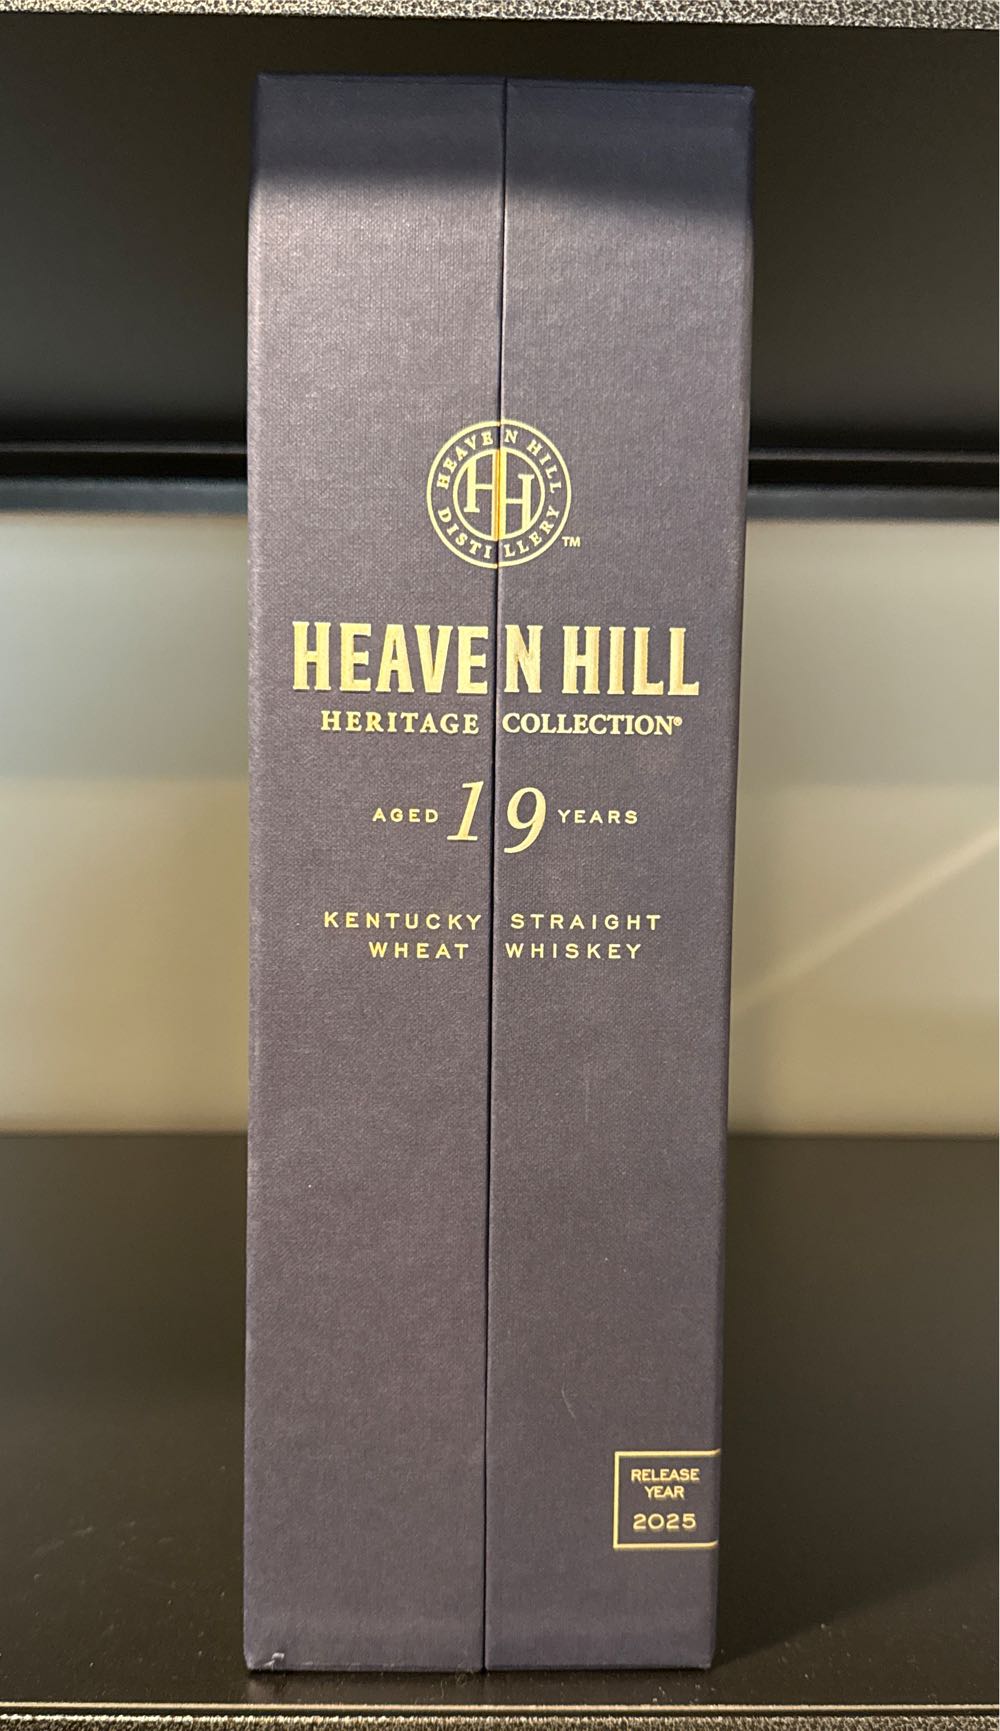 HEAVEN HILL
DISTILLERY
HH
™
HEAVEN HILL
HERITAGE COLLECTION®
AGED 19 YEARS
KENTUCKY STRAIGHT
WHEAT WHISKEY
RELEASE
YEAR
2025